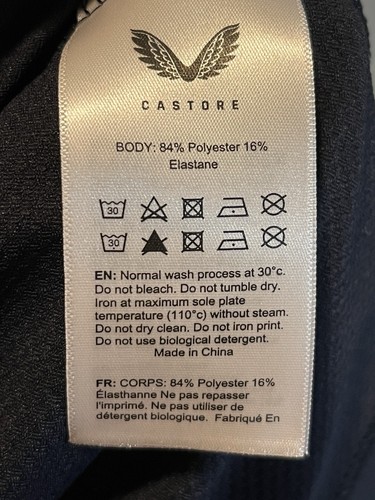 CASTORE
BODY: 84% Polyester 16%
Elastane
30
30
EN: Normal wash process at 30°c.
Do not bleach. Do not tumble dry.
Iron at maximum sole plate
temperature (110°c) without steam.
Do not dry clean. Do not iron print.
Do not use biological detergent.
Made in China
FR: CORPS: 84% Polyester 16%
Élasthanne Ne pas repasser
l'imprimé. Ne pas utiliser de
détergent biologique. Fabriqué En